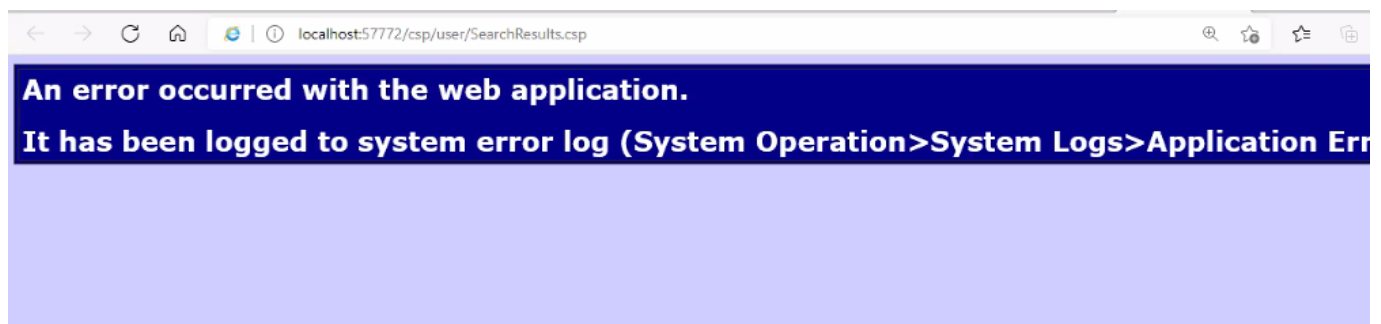 localhost:57772/csp/user/SearchResults.csp
An error occurred with the web application.
It has been logged to system error log (System Operation>System Logs>Application Err